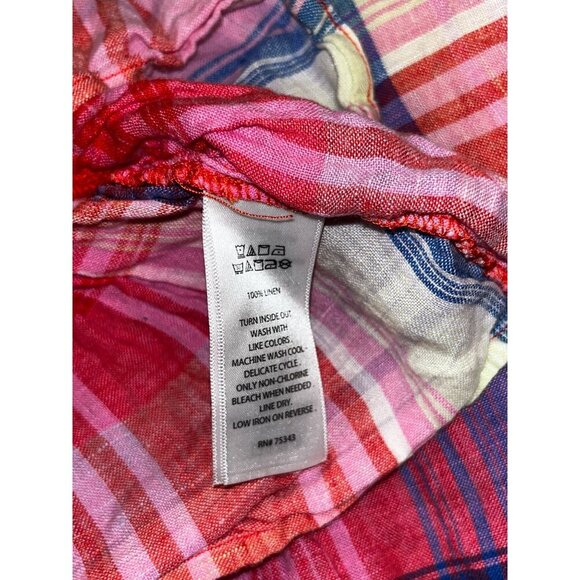 100% LINEN
TURN INSIDE OUT.
WASH WITH
LIKE COLORS.
MACHINE WASH COOL-
DELICATE CYCLE.
ONLY NON-CHLORINE
BLEACH WHEN NEEDED.
LINE DRY.
LOW IRON ON REVERSE.
RN# 75343